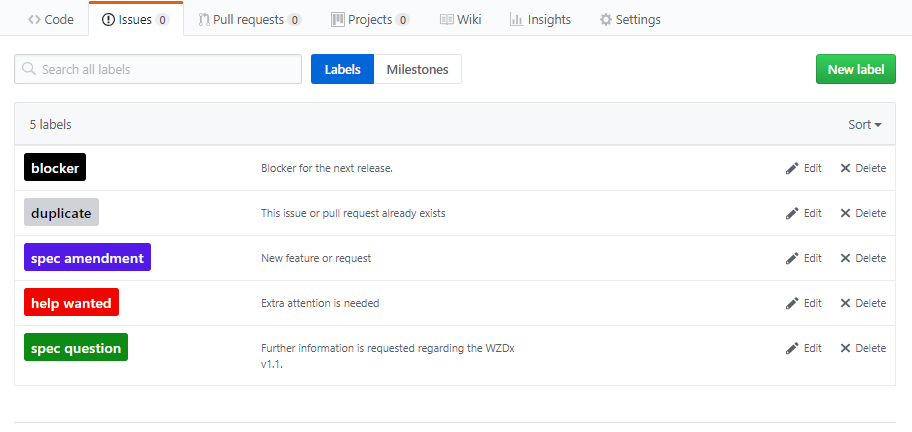 Code Issues 0 Pull requests 0 Projects 0 Wiki Insights Settings
Search all labels Labels Milestones New label
5 labels Sort
blocker Blocker for the next release. Edit Delete
duplicate This issue or pull request already exists Edit Delete
spec amendment New feature or request Edit Delete
help wanted Extra attention is needed Edit Delete
spec question Further information is requested regarding the WZDx Edit Delete
v1.1.